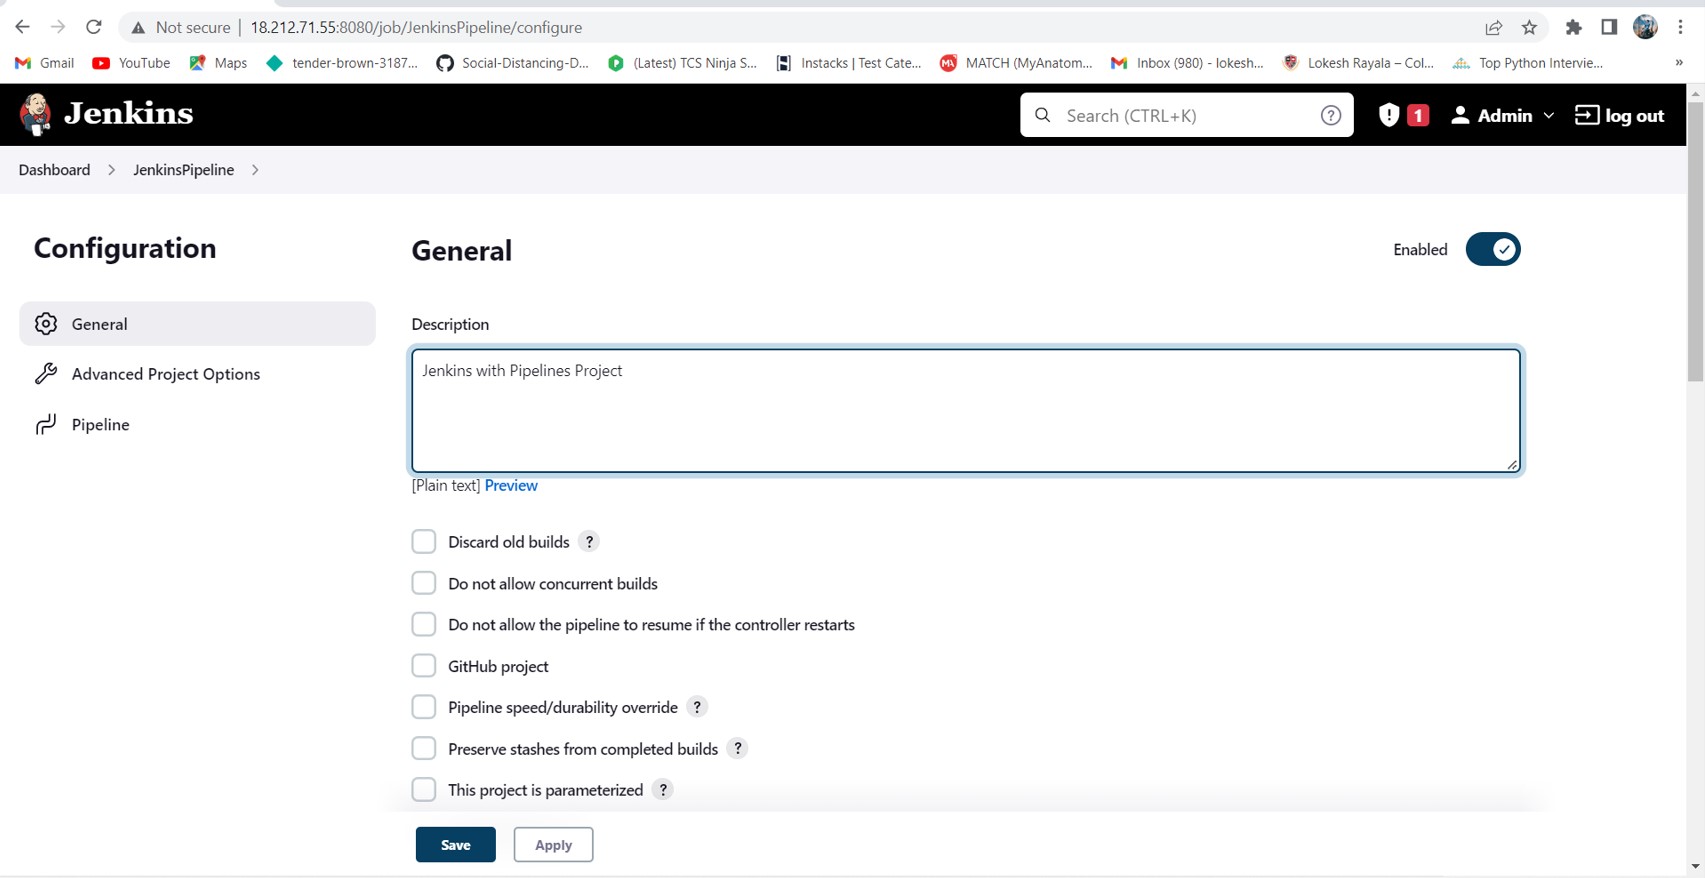 Not secure | 18.212.71.55:8080/job/JenkinsPipeline/configure
Gmail YouTube Maps tender-brown-3187... Social-Distancing-D... (Latest) TCS Ninja S... Instacks | Test Cate... MATCH (MyAnatom... Inbox (980) - lokesh... Lokesh Rayala – Col... Top Python Intervie... »
Jenkins Search (CTRL+K) ? ! 1 Admin log out
Dashboard > JenkinsPipeline >
Configuration
General
Advanced Project Options
Pipeline
General Enabled
Description
Jenkins with Pipelines Project
[Plain text] Preview
Discard old builds ?
Do not allow concurrent builds
Do not allow the pipeline to resume if the controller restarts
GitHub project
Pipeline speed/durability override ?
Preserve stashes from completed builds ?
This project is parameterized ?
Save Apply